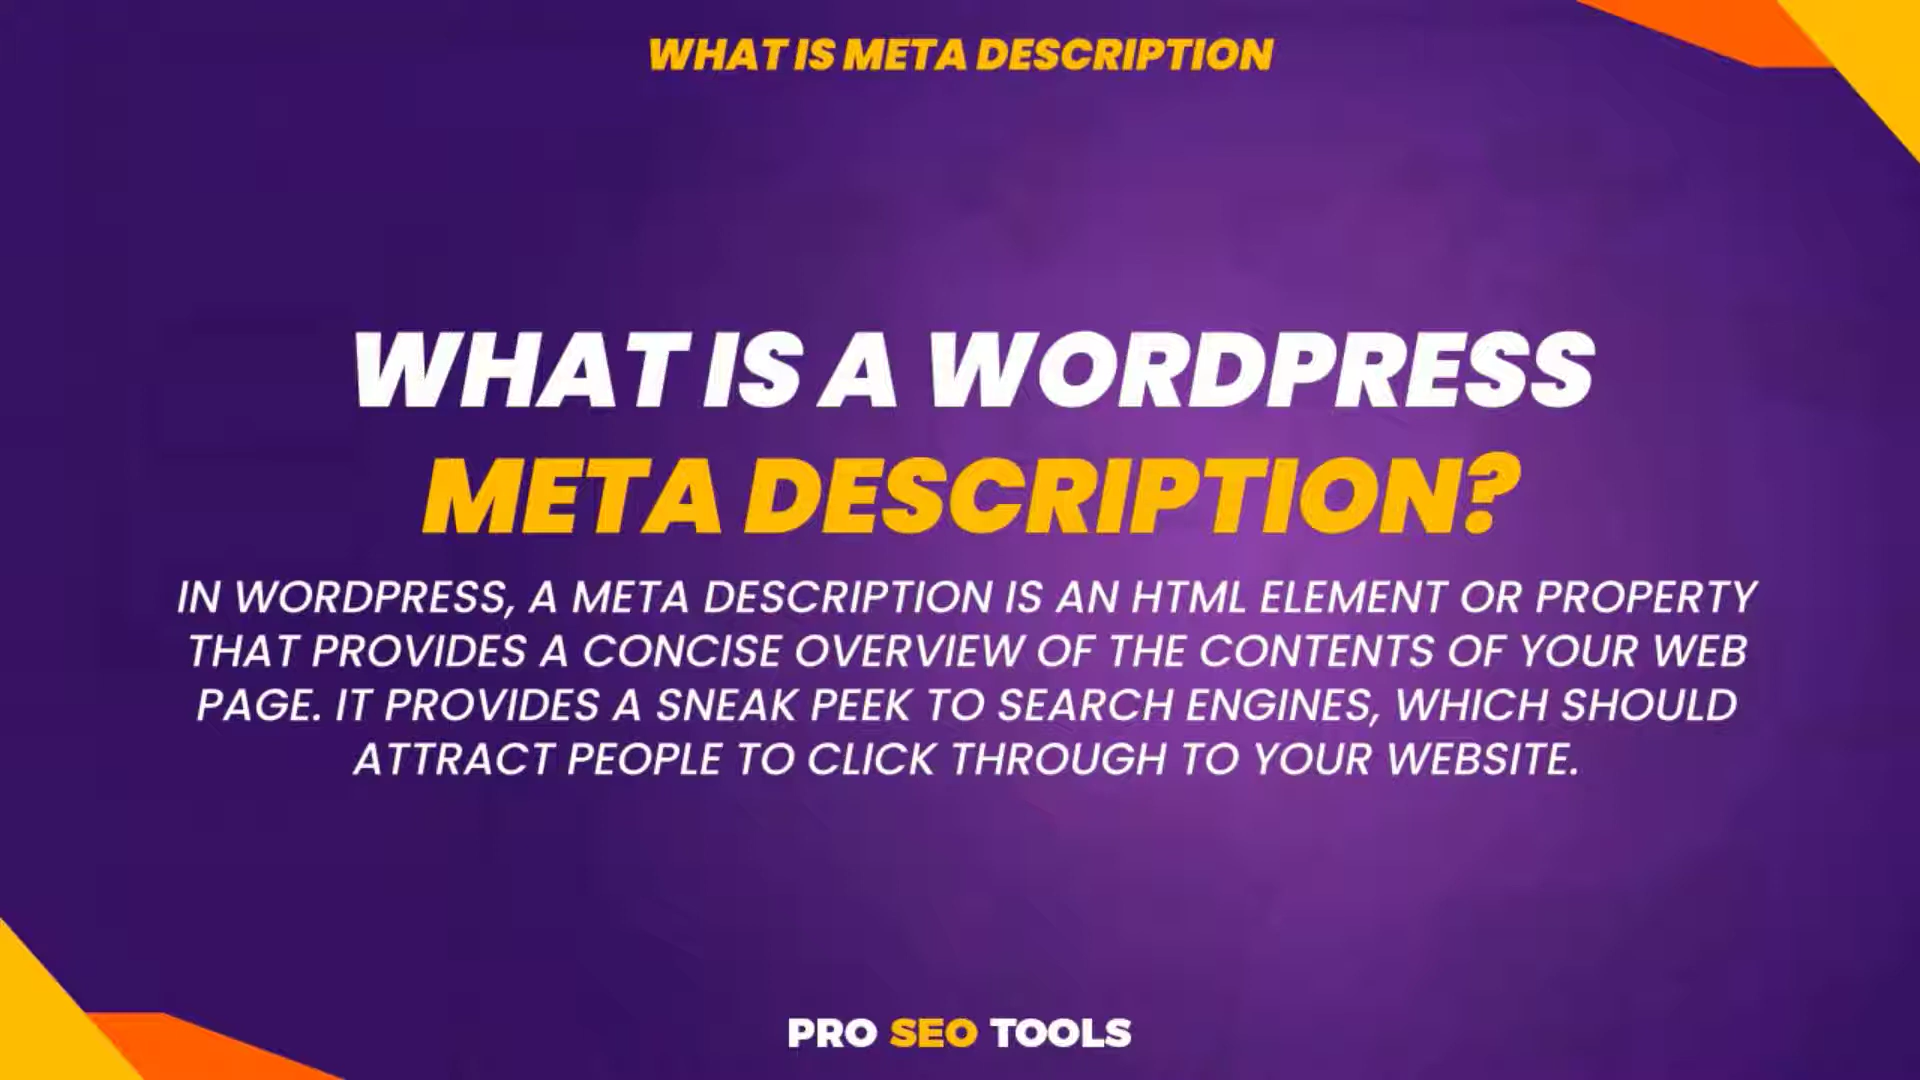 WHAT IS META DESCRIPTION
WHAT IS A WORDPRESS
META DESCRIPTION?
IN WORDPRESS, A META DESCRIPTION IS AN HTML ELEMENT OR PROPERTY
THAT PROVIDES A CONCISE OVERVIEW OF THE CONTENTS OF YOUR WEB
PAGE. IT PROVIDES A SNEAK PEEK TO SEARCH ENGINES, WHICH SHOULD
ATTRACT PEOPLE TO CLICK THROUGH TO YOUR WEBSITE.
PRO SEO TOOLS